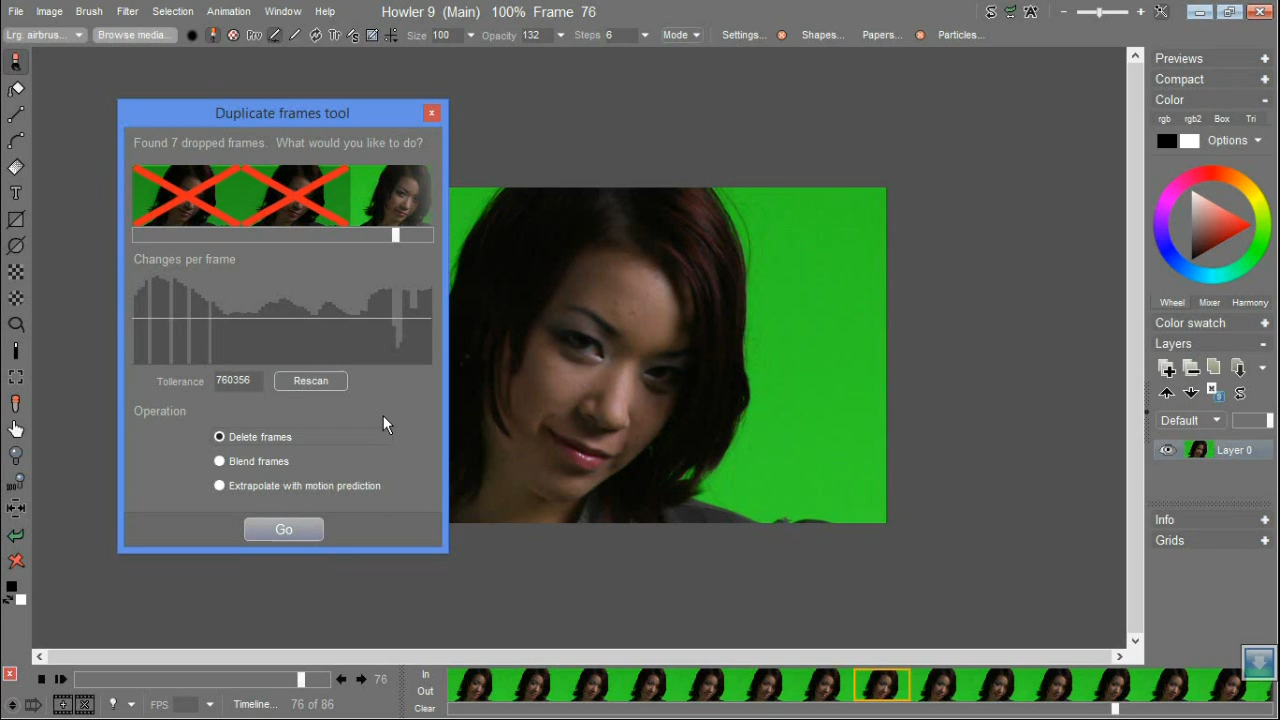 File Image Brush Filter Selection Animation Window Help Howler 9 (Main) 100% Frame 76
Lrg. airbrus... Browse media... Pro Tr Size 100 Opacity 132 Steps 6 Mode Settings... Shapes... Papers... Particles...
Previews
Compact
Color
rgb rgb2 Box Tri
Options
Wheel Mixer Harmony
Color swatch
Layers
Default
Layer 0
Info
Grids
Duplicate frames tool
Found 7 dropped frames. What would you like to do?
Changes per frame
Tollerance 760356 Rescan
Operation
Delete frames
Blend frames
Extrapolate with motion prediction
Go
76
In
Out
Clear
FPS Timeline... 76 of 86